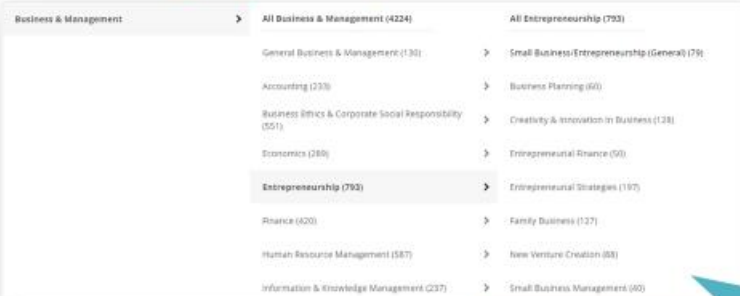 Business & Management
All Business & Management (4224)
General Business & Management (130)
Accounting (233)
Business Ethics & Corporate Social Responsibility
(551)
Economics (289)
Entrepreneurship (793)
Finance (420)
Human Resource Management (587)
Information & Knowledge Management (237)
All Entrepreneurship (793)
Small Business/Entrepreneurship (General) (79)
Business Planning (60)
Creativity & Innovation in Business (128)
Entrepreneurial Finance (50)
Entrepreneurial Strategies (197)
Family Business (127)
New Venture Creation (88)
Small Business Management (40)